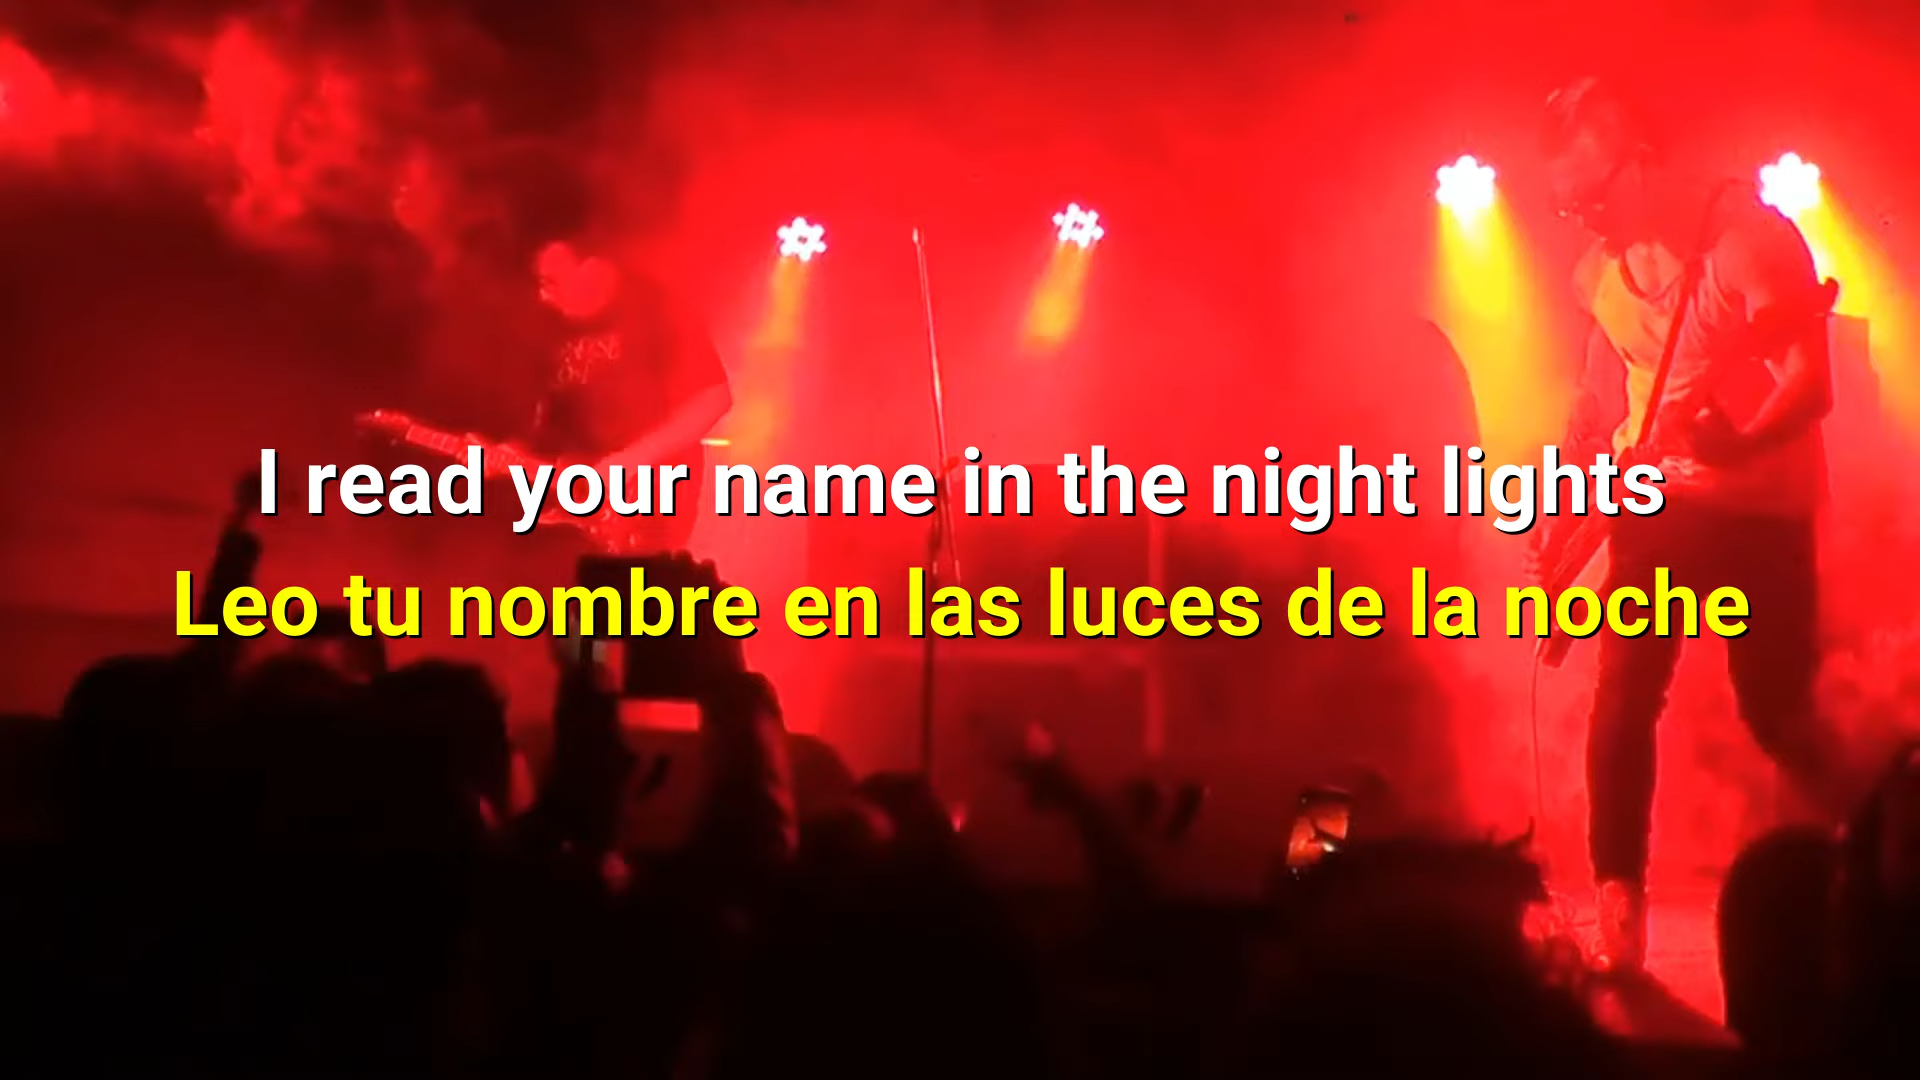 I read your name in the night lights
Leo tu nombre en las luces de la noche